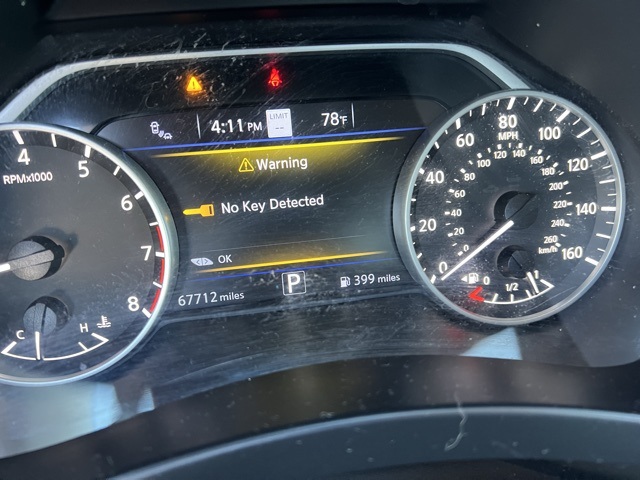 4:11 PM LIMIT -- 78°F
Warning
No Key Detected
OK
67712 miles P 399 miles
4 5 6 7 8
RPMx1000
C H
0 20 40 60 80 100 120 140 160
MPH
0 20 40 60 80 100 120 140 160 180 200 220 240 260
km/h
0 1/2 1